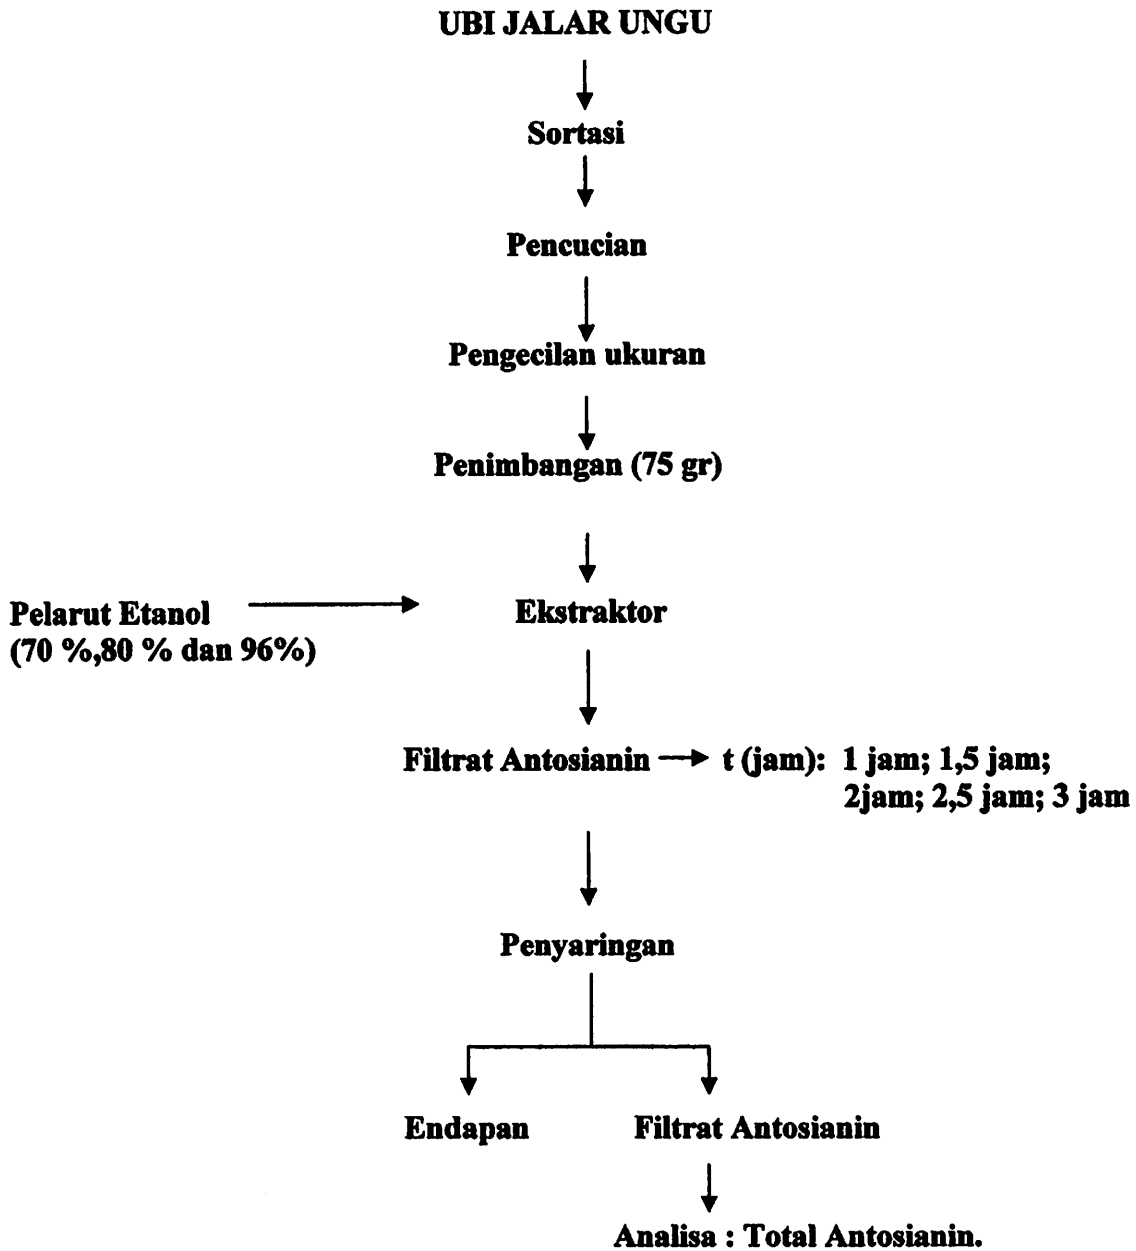 UBI JALAR UNGU
Sortasi
Pencucian
Pengecilan ukuran
Penimbangan (75 gr)
Pelarut Etanol
(70 %,80 % dan 96%)
Ekstraktor
Filtrat Antosianin
t (jam): 1 jam; 1,5 jam;
2jam; 2,5 jam; 3 jam
Penyaringan
Endapan
Filtrat Antosianin
Analisa : Total Antosianin.